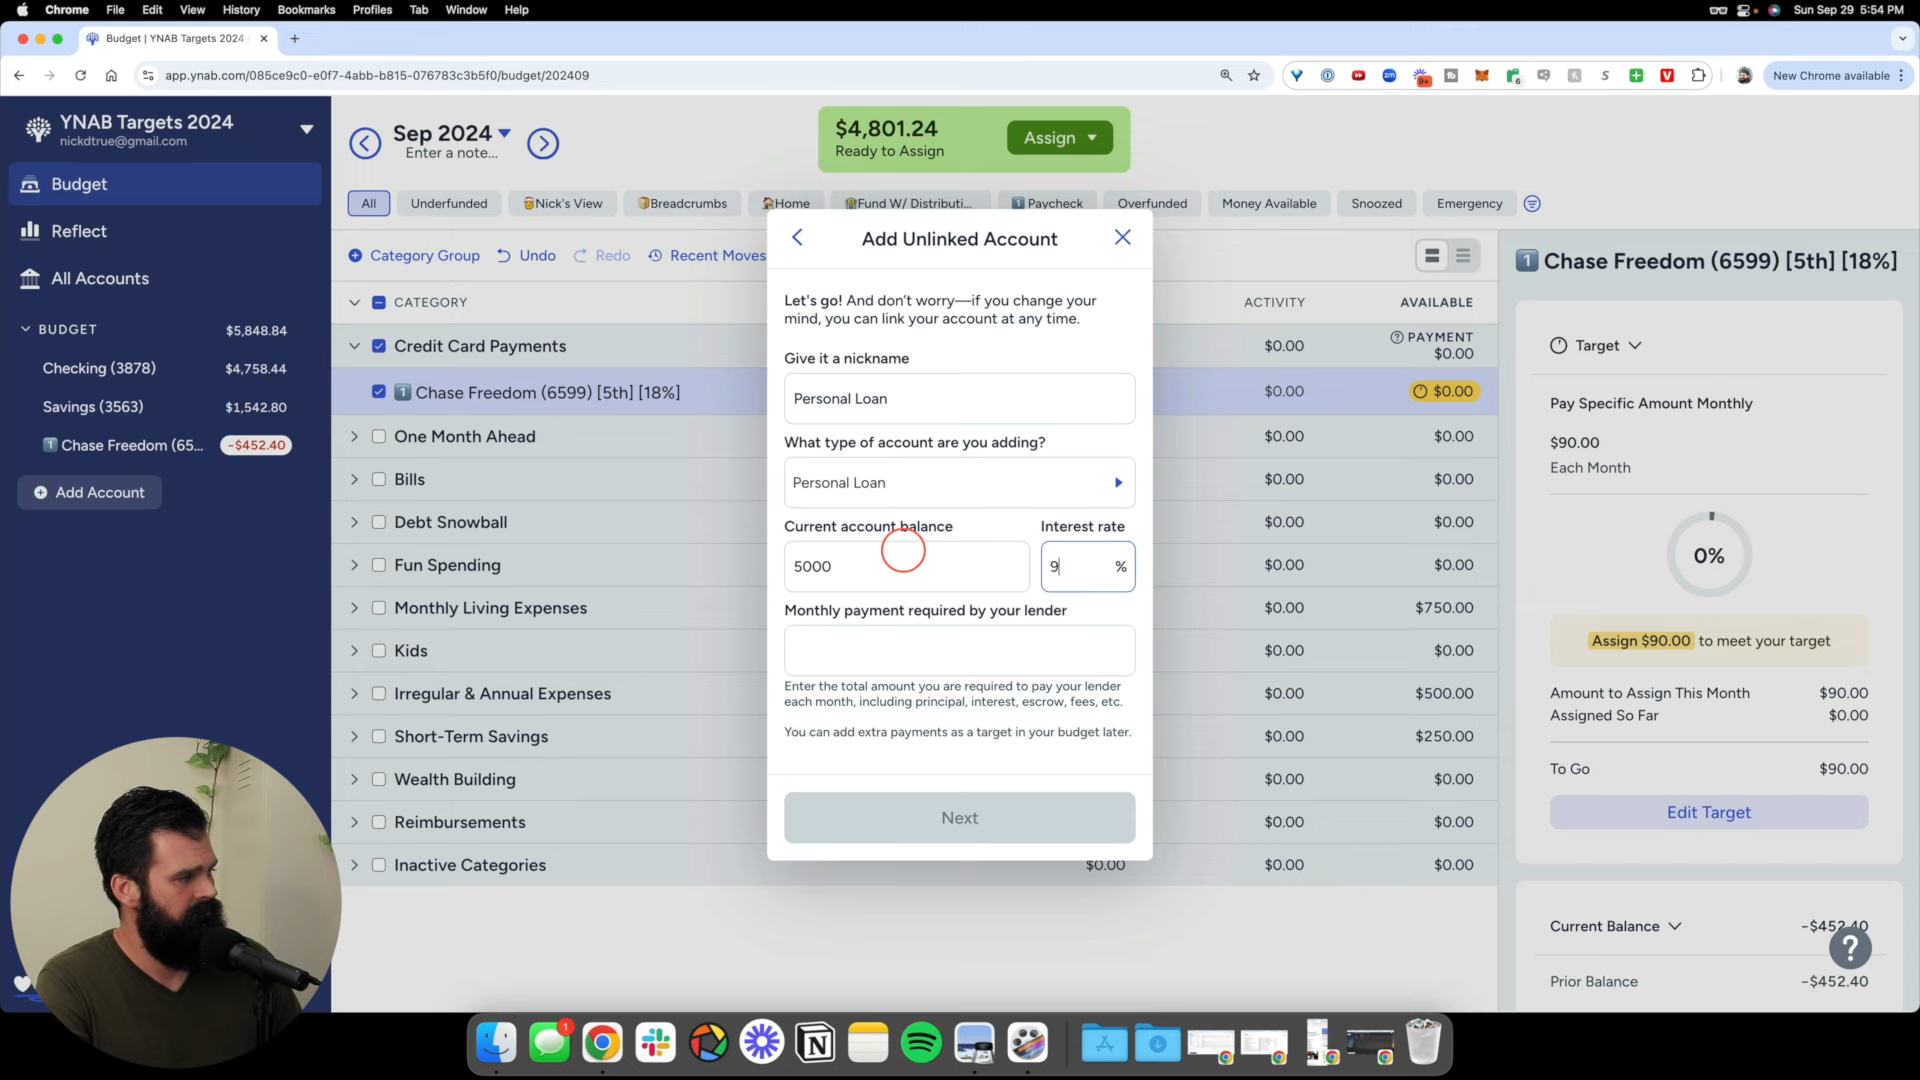 Chrome File Edit View History Bookmarks Profiles Tab Window Help Sun Sep 29 5:54 PM
Budget | YNAB Targets 2024
app.ynab.com/085ce9c0-e0f7-4abb-b815-076783c3b5f0/budget/202409
New Chrome available
YNAB Targets 2024
nickdtrue@gmail.com
Budget
Reflect
All Accounts
BUDGET $5,848.84
Checking (3878) $4,758.44
Savings (3563) $1,542.80
1 Chase Freedom (65... -$452.40
Add Account
Sep 2024
Enter a note...
$4,801.24
Ready to Assign
Assign
All Underfunded Nick's View Breadcrumbs Home Fund W/ Distributi... 1 Paycheck Overfunded Money Available Snoozed Emergency
Category Group Undo Redo Recent Moves
CATEGORY ACTIVITY AVAILABLE
Credit Card Payments $0.00 PAYMENT
$0.00
1 Chase Freedom (6599) [5th] [18%] $0.00 $0.00
One Month Ahead $0.00 $0.00
Bills $0.00 $0.00
Debt Snowball $0.00 $0.00
Fun Spending $0.00 $0.00
Monthly Living Expenses $0.00 $750.00
Kids $0.00 $0.00
Irregular & Annual Expenses $0.00 $500.00
Short-Term Savings $0.00 $250.00
Wealth Building $0.00 $0.00
Reimbursements $0.00 $0.00
Inactive Categories $0.00 $0.00 $0.00
Add Unlinked Account
Let's go! And don't worry—if you change your
mind, you can link your account at any time.
Give it a nickname
Personal Loan
What type of account are you adding?
Personal Loan
Current account balance Interest rate
5000 9 %
Monthly payment required by your lender
Enter the total amount you are required to pay your lender
each month, including principal, interest, escrow, fees, etc.
You can add extra payments as a target in your budget later.
Next
1 Chase Freedom (6599) [5th] [18%]
Target
Pay Specific Amount Monthly
$90.00
Each Month
0%
Assign $90.00 to meet your target
Amount to Assign This Month $90.00
Assigned So Far $0.00
To Go $90.00
Edit Target
Current Balance -$452.40
?
Prior Balance -$452.40